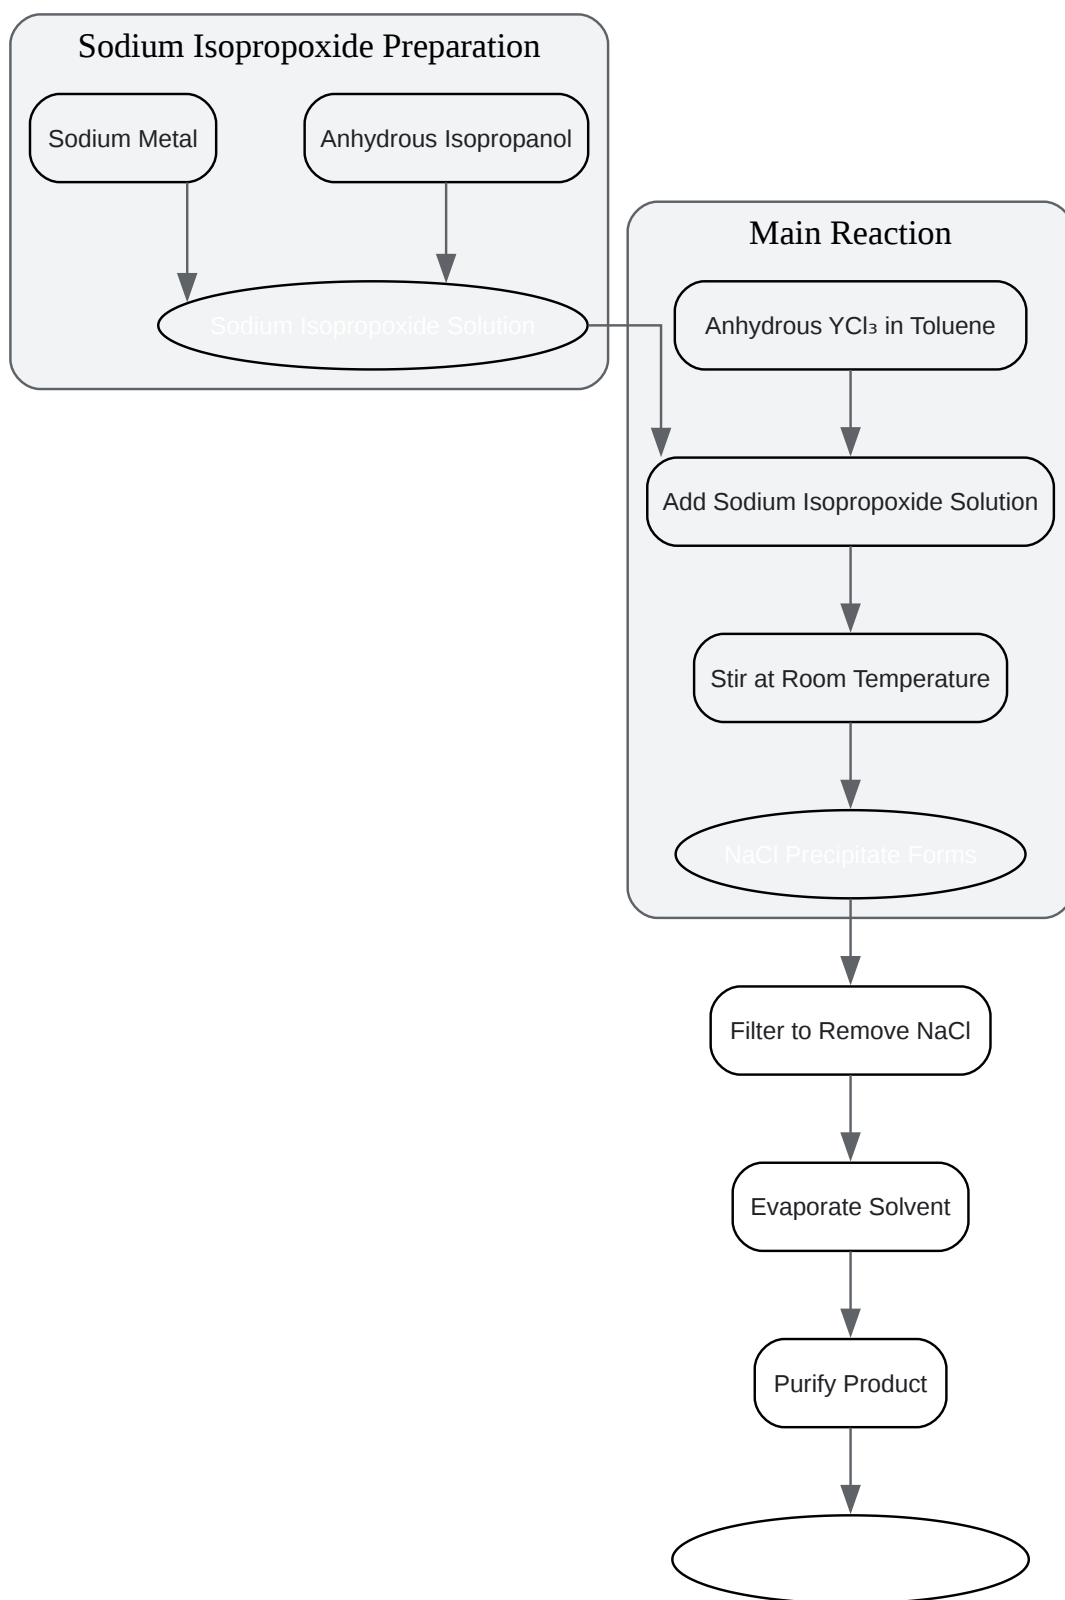 Sodium Isopropoxide Preparation
Sodium Metal
Anhydrous Isopropanol
Sodium Isopropoxide Solution
Main Reaction
Anhydrous YCl₃ in Toluene
Add Sodium Isopropoxide Solution
Stir at Room Temperature
NaCl Precipitate Forms
Filter to Remove NaCl
Evaporate Solvent
Purify Product